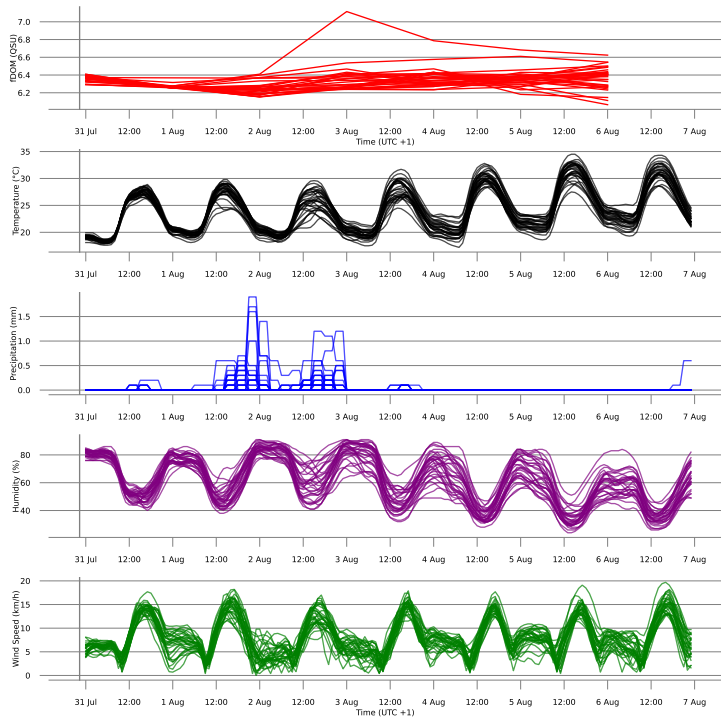 fDOM (QSU)
7.0
6.6
6.4
6.2
31 Jul 12:00 1 Aug 12:00 2 Aug 12:00 3 Aug 12:00 4 Aug 12:00 5 Aug 12:00 6 Aug 12:00 7 Aug
Time (UTC +1)
Temperature (°C)
35
30
25
20
31 Jul 12:00 1 Aug 12:00 2 Aug 12:00 3 Aug 12:00 4 Aug 12:00 5 Aug 12:00 6 Aug 12:00 7 Aug
Precipitation (mm)
1.5
1.0
0.5
0.0
31 Jul 12:00 1 Aug 12:00 2 Aug 12:00 3 Aug 12:00 4 Aug 12:00 5 Aug 12:00 6 Aug 12:00 7 Aug
Humidity (%)
80
60
40
31 Jul 12:00 1 Aug 12:00 2 Aug 12:00 3 Aug 12:00 4 Aug 12:00 5 Aug 12:00 6 Aug 12:00 7 Aug
Wind Speed (km/h)
20
15
10
5
0
31 Jul 12:00 1 Aug 12:00 2 Aug 12:00 3 Aug 12:00 4 Aug 12:00 5 Aug 12:00 6 Aug 12:00 7 Aug
Time (UTC +1)